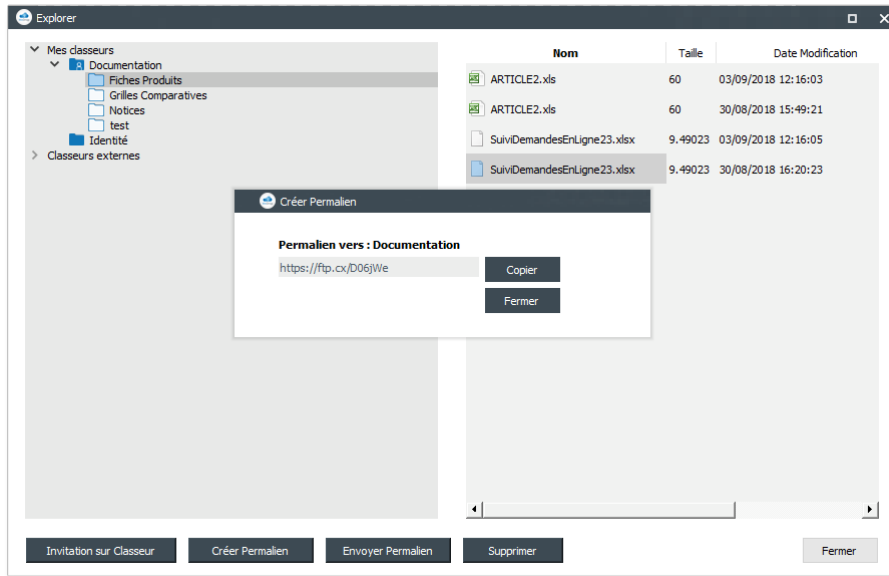 Explorer
Mes classeurs
Documentation
Fiches Produits
Grilles Comparatives
Notices
test
Identité
Classeurs externes
Nom Taille Date Modification
ARTICLE2.xls 60 03/09/2018 12:16:03
ARTICLE2.xls 60 30/08/2018 15:49:21
SuiviDemandesEnLigne23.xlsx 9.49023 03/09/2018 12:16:05
SuiviDemandesEnLigne23.xlsx 9.49023 30/08/2018 16:20:23
Créer Permalien
Permalien vers : Documentation
https://ftp.cx/D06jWe Copier
Fermer
Invitation sur Classeur Créer Permalien Envoyer Permalien Supprimer Fermer